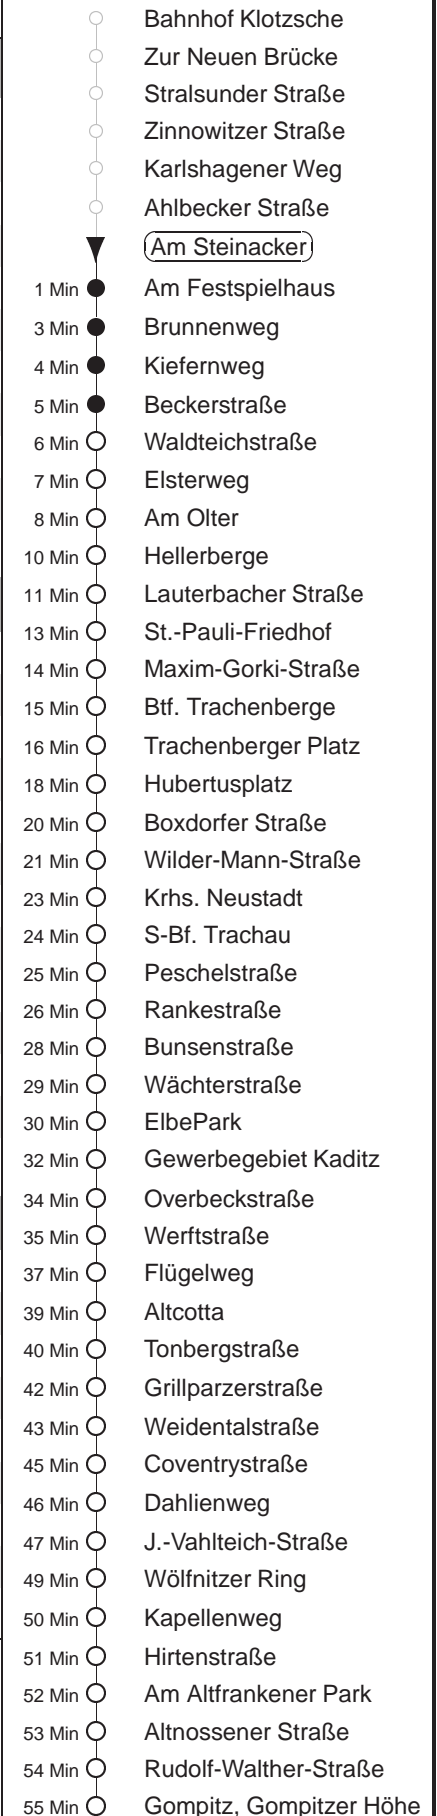 Bahnhof Klotzsche
Zur Neuen Brücke
Stralsunder Straße
Zinnowitzer Straße
Karlshagener Weg
Ahlbecker Straße
Am Steinacker
1 Min Am Festspielhaus
3 Min Brunnenweg
4 Min Kiefernweg
5 Min Beckerstraße
6 Min Waldteichstraße
7 Min Elsterweg
8 Min Am Olter
10 Min Hellerberge
11 Min Lauterbacher Straße
13 Min St.-Pauli-Friedhof
14 Min Maxim-Gorki-Straße
15 Min Btf. Trachenberge
16 Min Trachenberger Platz
18 Min Hubertusplatz
20 Min Boxdorfer Straße
21 Min Wilder-Mann-Straße
23 Min Krhs. Neustadt
24 Min S-Bf. Trachau
25 Min Peschelstraße
26 Min Rankestraße
28 Min Bunsenstraße
29 Min Wächterstraße
30 Min ElbePark
32 Min Gewerbegebiet Kaditz
34 Min Overbeckstraße
35 Min Werftstraße
37 Min Flügelweg
39 Min Altcotta
40 Min Tonbergstraße
42 Min Grillparzerstraße
43 Min Weidentalstraße
45 Min Coventrystraße
46 Min Dahlienweg
47 Min J.-Vahlteich-Straße
49 Min Wölfnitzer Ring
50 Min Kapellenweg
51 Min Hirtenstraße
52 Min Am Altfrankener Park
53 Min Altnossener Straße
54 Min Rudolf-Walther-Straße
55 Min Gompitz, Gompitzer Höhe